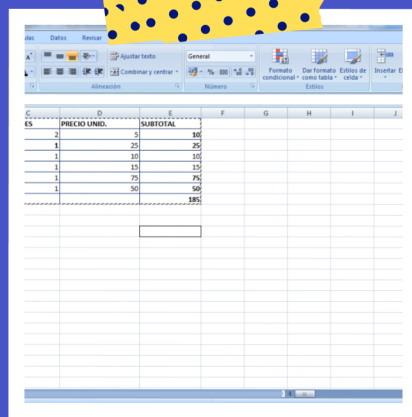 ulas Datos Revisar
Ajustar texto General
Combinar y centrar % 000
Formato condicional Dar formato como tabla Estilos de celda Insertar
Alineación Número Estilos
C D E F G H I J
ES PRECIO UNID. SUBTOTAL
2 5 10
1 25 25
1 10 10
1 15 15
1 75 75
1 50 50
185